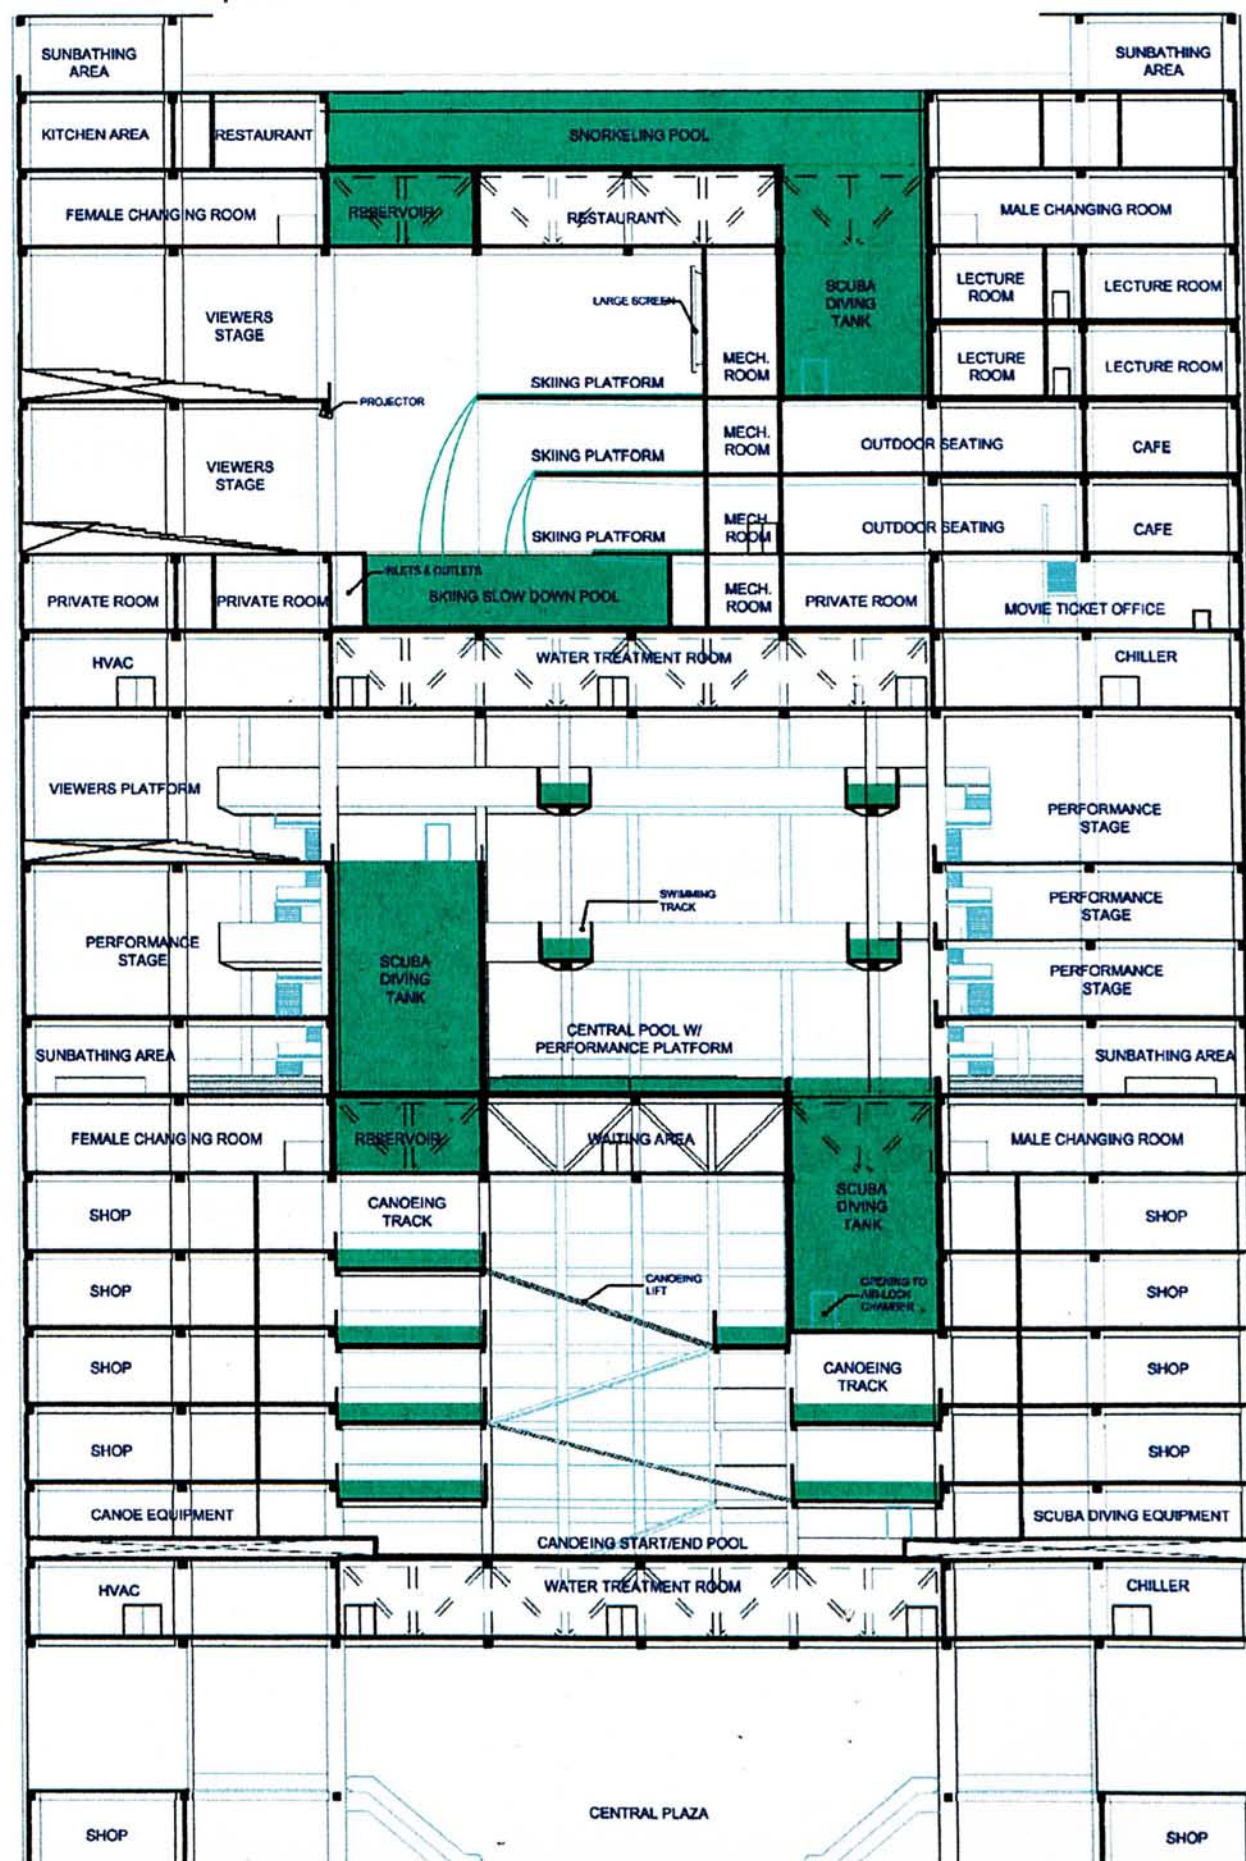 SUNBATHING
AREA
SUNBATHING
AREA
KITCHEN AREA
RESTAURANT
SNORKELING POOL
FEMALE CHANGING ROOM
RESERVOIR
RESTAURANT
MALE CHANGING ROOM
VIEWERS
STAGE
LARGE SCREEN
SCUBA
DIVING
TANK
LECTURE
ROOM
LECTURE ROOM
MECH.
ROOM
LECTURE
ROOM
LECTURE ROOM
SKIING PLATFORM
PROJECTOR
VIEWERS
STAGE
SKIING PLATFORM
MECH.
ROOM
OUTDOOR SEATING
CAFE
SKIING PLATFORM
MECH.
ROOM
OUTDOOR SEATING
CAFE
PRIVATE ROOM
PRIVATE ROOM
INLETS & OUTLETS
SKIING SLOW DOWN POOL
MECH.
ROOM
PRIVATE ROOM
MOVIE TICKET OFFICE
HVAC
WATER TREATMENT ROOM
CHILLER
VIEWERS PLATFORM
PERFORMANCE
STAGE
SWIMMING
TRACK
PERFORMANCE
STAGE
PERFORMANCE
STAGE
SCUBA
DIVING
TANK
PERFORMANCE
STAGE
SUNBATHING AREA
CENTRAL POOL W/
PERFORMANCE PLATFORM
SUNBATHING AREA
FEMALE CHANGING ROOM
RESERVOIR
WAITING AREA
MALE CHANGING ROOM
SHOP
CANOEING
TRACK
SCUBA
DIVING
TANK
SHOP
SHOP
CANOEING
LIFT
OPENING TO
AIR-LOCK
CHAMBER
SHOP
SHOP
CANOEING
TRACK
SHOP
SHOP
SHOP
CANOE EQUIPMENT
SCUBA DIVING EQUIPMENT
CANOEING START/END POOL
HVAC
WATER TREATMENT ROOM
CHILLER
CENTRAL PLAZA
SHOP
SHOP